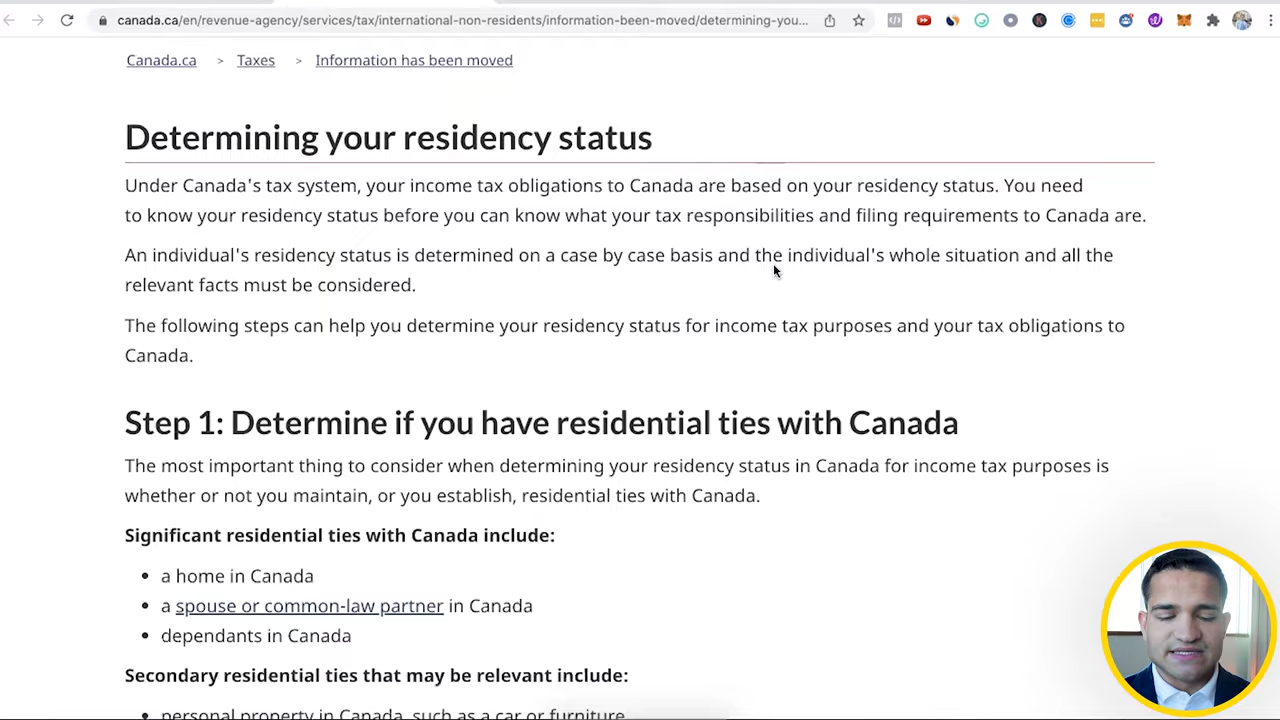 canada.ca/en/revenue-agency/services/tax/international-non-residents/information-been-moved/determining-you...
Canada.ca > Taxes > Information has been moved
Determining your residency status
Under Canada's tax system, your income tax obligations to Canada are based on your residency status. You need
to know your residency status before you can know what your tax responsibilities and filing requirements to Canada are.
An individual's residency status is determined on a case by case basis and the individual's whole situation and all the
relevant facts must be considered.
The following steps can help you determine your residency status for income tax purposes and your tax obligations to
Canada.
Step 1: Determine if you have residential ties with Canada
The most important thing to consider when determining your residency status in Canada for income tax purposes is
whether or not you maintain, or you establish, residential ties with Canada.
Significant residential ties with Canada include:
• a home in Canada
• a spouse or common-law partner in Canada
• dependants in Canada
Secondary residential ties that may be relevant include:
• personal property in Canada, such as a car or furniture